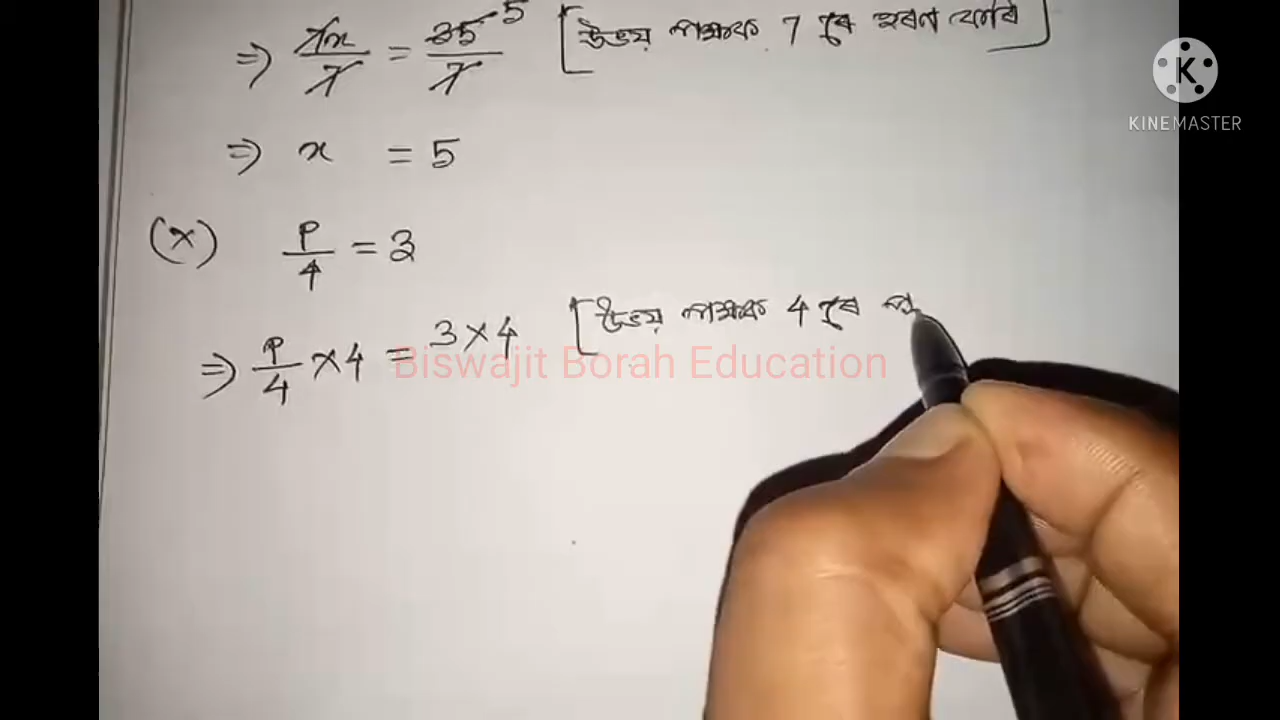 ⇒ 7x/7 = 35/7 5 [উভয় পক্ষক 7 ৰে হৰণ কৰি]
⇒ x = 5
(x) P/4 = 3
⇒ P/4 × 4 = 3 × 4 [উভয় পক্ষক 4 ৰে
Biswajit Borah Education
K
KINEMASTER